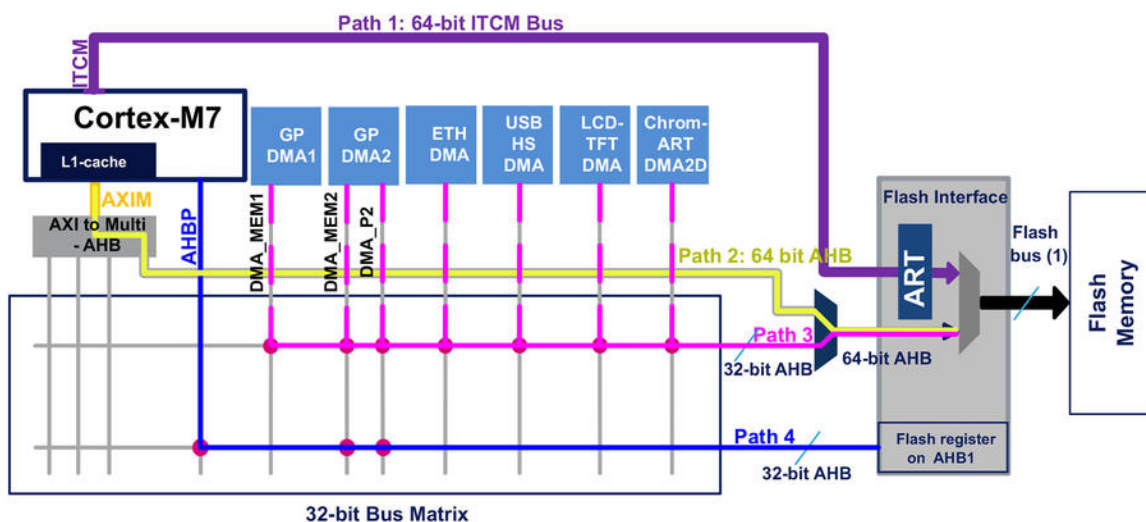 Path 1: 64-bit ITCM Bus
ITCM
Cortex-M7
L1-cache
GP
DMA1
GP
DMA2
ETH
DMA
USB
HS
DMA
LCD-
TFT
DMA
Chrom-
ART
DMA2D
AXIM
AXI to Multi
- AHB
AHBP
DMA_MEM1
DMA_MEM2
DMA_P2
Path 2: 64 bit AHB
Flash Interface
ART
Flash
bus (1)
Flash
Memory
Path 3
32-bit AHB
64-bit AHB
Path 4
32-bit AHB
Flash register
on AHB1
32-bit Bus Matrix